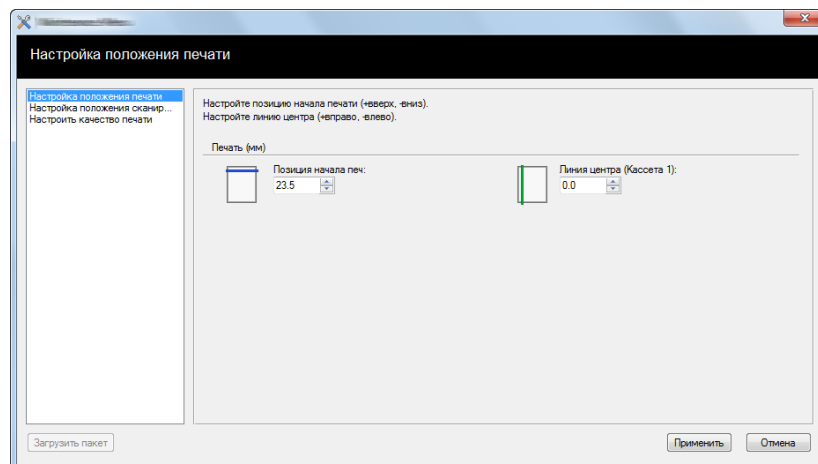 Настройка положения печати
Настройка положения печати
Настройка положения сканир...
Настроить качество печати
Настройте позицию начала печати (+вверх, -вниз).
Настройте линию центра (+вправо, -влево).
Печать (мм)
Позиция начала печ:
23.5
Линия центра (Кассета 1):
0.0
Загрузить пакет
Применить
Отмена